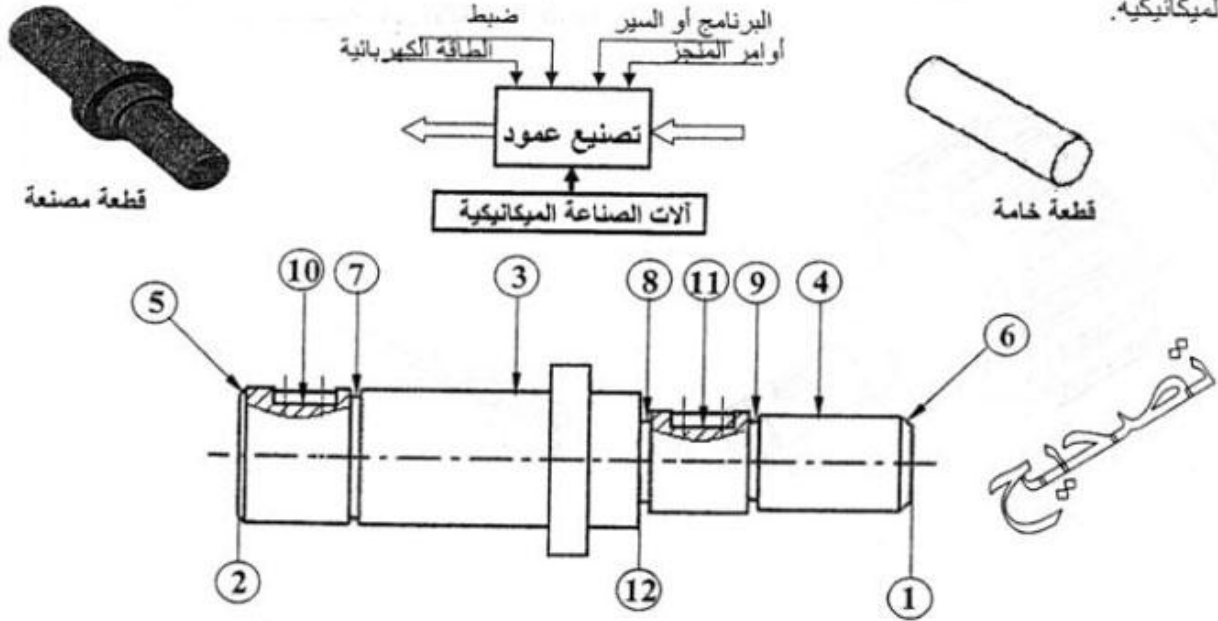 الميكانيكية.
ضبط
البرنامج أو السير
الطاقة الكهربائية
أوامر المنجز
تصنيع عمود
آلات الصناعة الميكانيكية
قطعة مصنعة
قطعة خامة
10
7
3
8
11
9
4
5
6
تصحيح
2
12
1